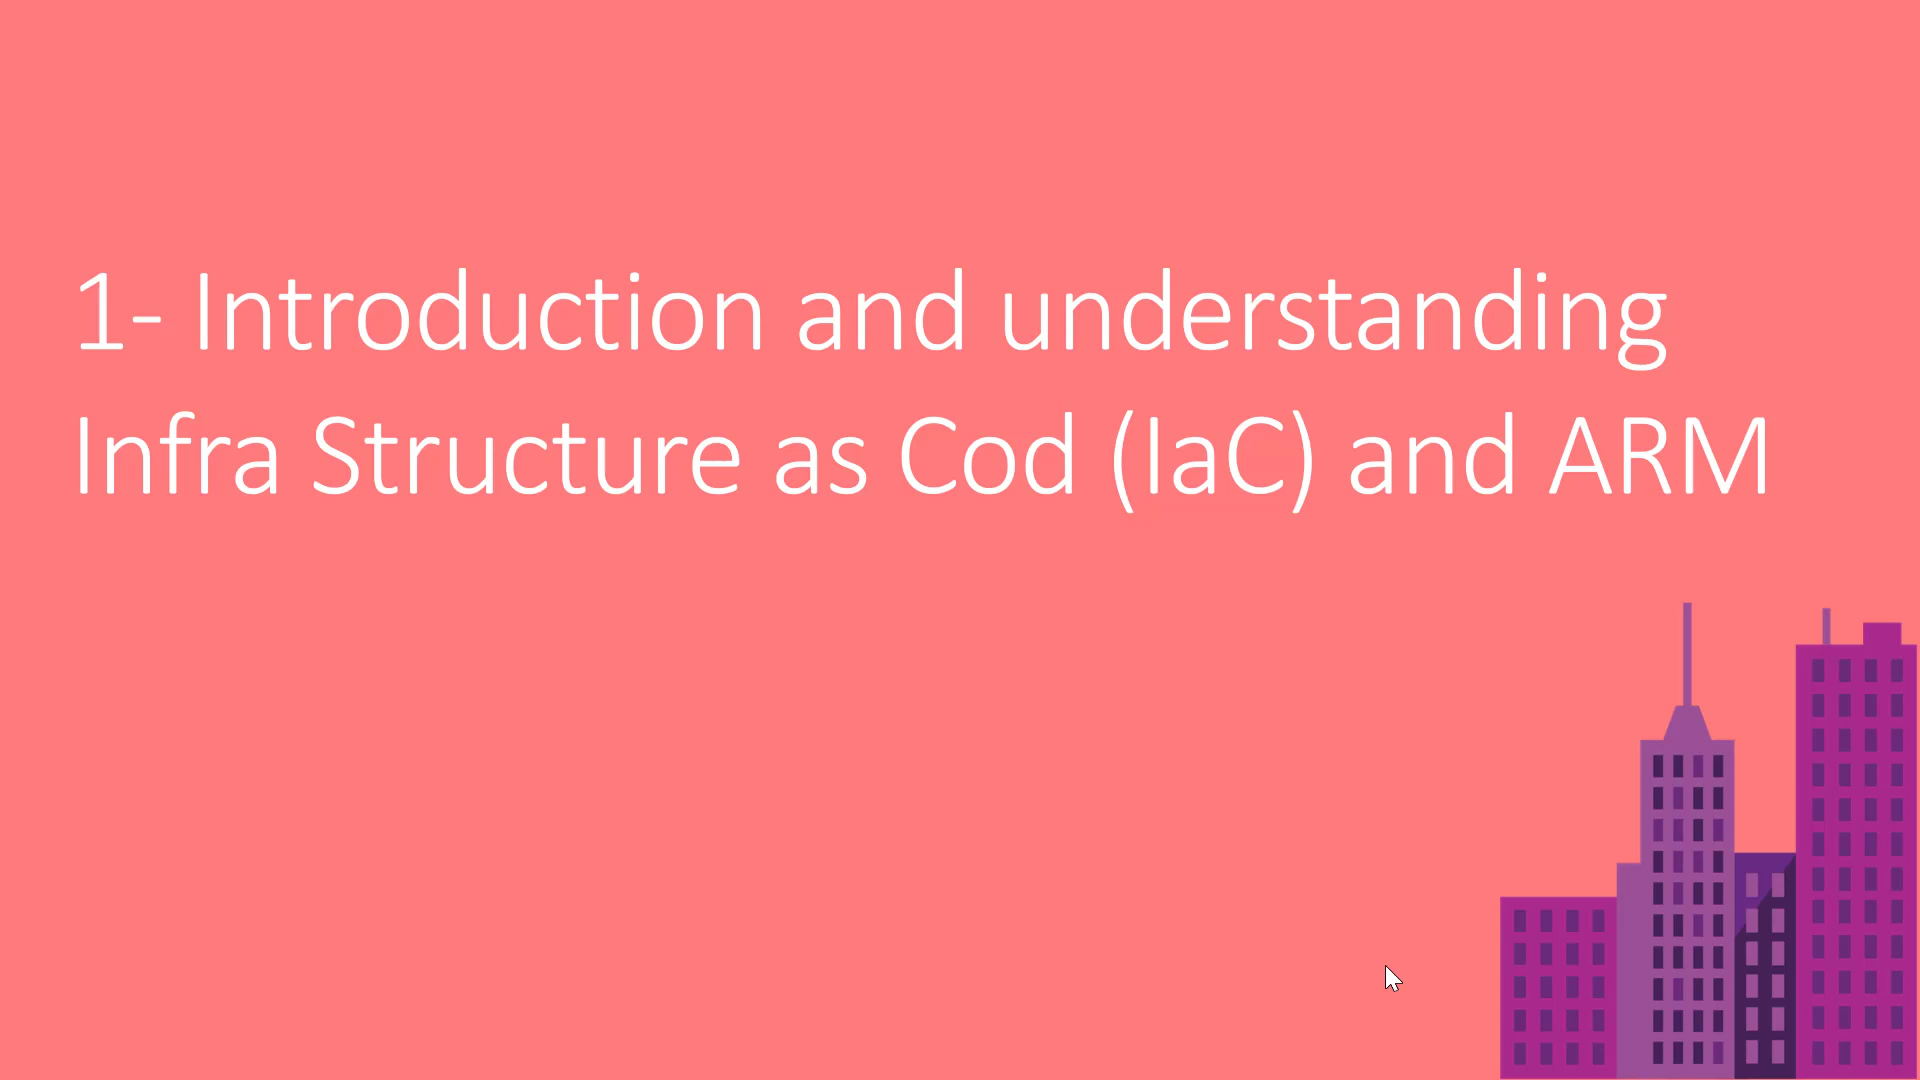 1- Introduction and understanding
Infra Structure as Cod (IaC) and ARM